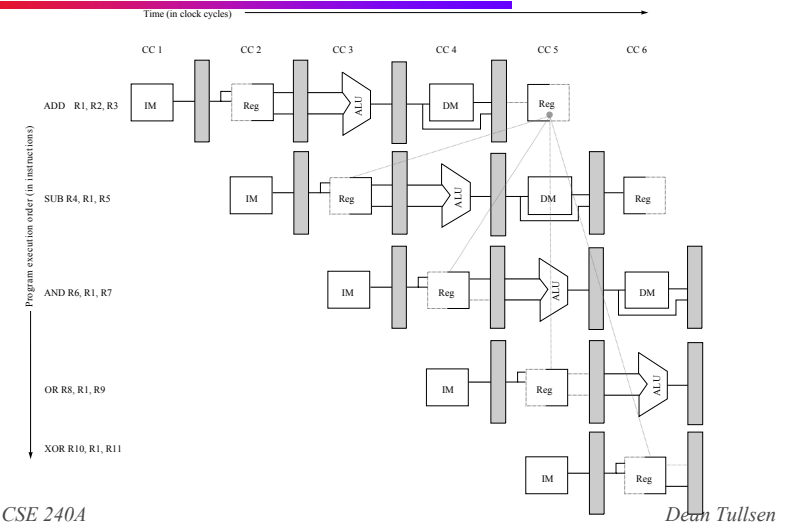 Time (in clock cycles)
CC 1 CC 2 CC 3 CC 4 CC 5 CC 6
Program execution order (in instructions)
ADD R1, R2, R3 IM Reg ALU DM Reg
SUB R4, R1, R5 IM Reg ALU DM Reg
AND R6, R1, R7 IM Reg ALU DM
OR R8, R1, R9 IM Reg ALU
XOR R10, R1, R11 IM Reg
CSE 240A Dean Tullsen